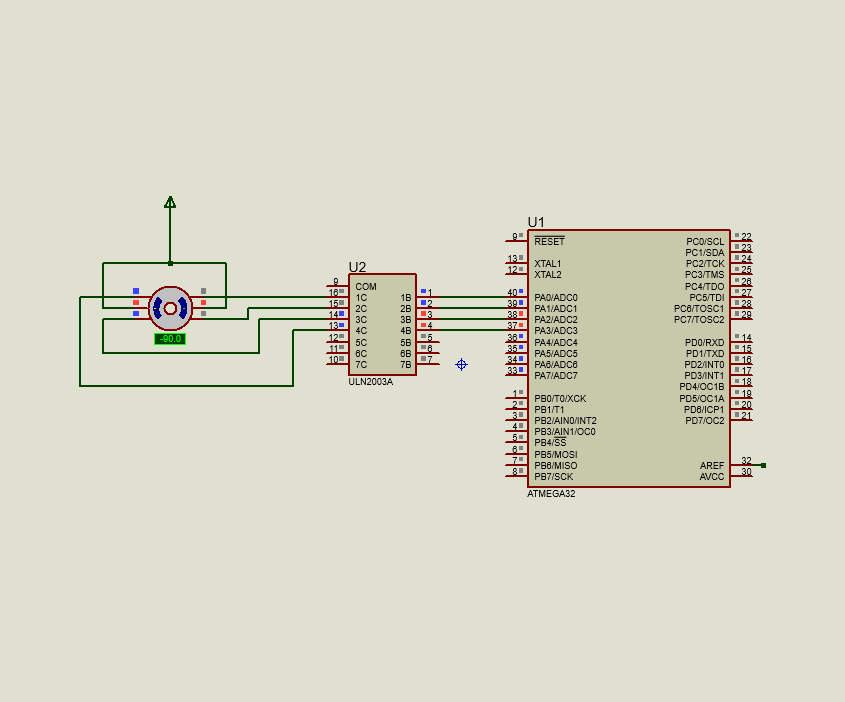 U1
9 RESET
13 XTAL1
12 XTAL2
40 PA0/ADC0
39 PA1/ADC1
38 PA2/ADC2
37 PA3/ADC3
36 PA4/ADC4
35 PA5/ADC5
34 PA6/ADC6
33 PA7/ADC7
1 PB0/T0/XCK
2 PB1/T1
3 PB2/AIN0/INT2
4 PB3/AIN1/OC0
5 PB4/SS
6 PB5/MOSI
7 PB6/MISO
8 PB7/SCK
PC0/SCL 22
PC1/SDA 23
PC2/TCK 24
PC3/TMS 25
PC4/TDO 26
PC5/TDI 27
PC6/TOSC1 28
PC7/TOSC2 29
PD0/RXD 14
PD1/TXD 15
PD2/INT0 16
PD3/INT1 17
PD4/OC1B 18
PD5/OC1A 19
PD6/ICP1 20
PD7/OC2 21
AREF 32
AVCC 30
ATMEGA32
U2
9 COM
16 1C 1B 1
15 2C 2B 2
14 3C 3B 3
13 4C 4B 4
12 5C 5B 5
11 6C 6B 6
10 7C 7B 7
ULN2003A
-90.0